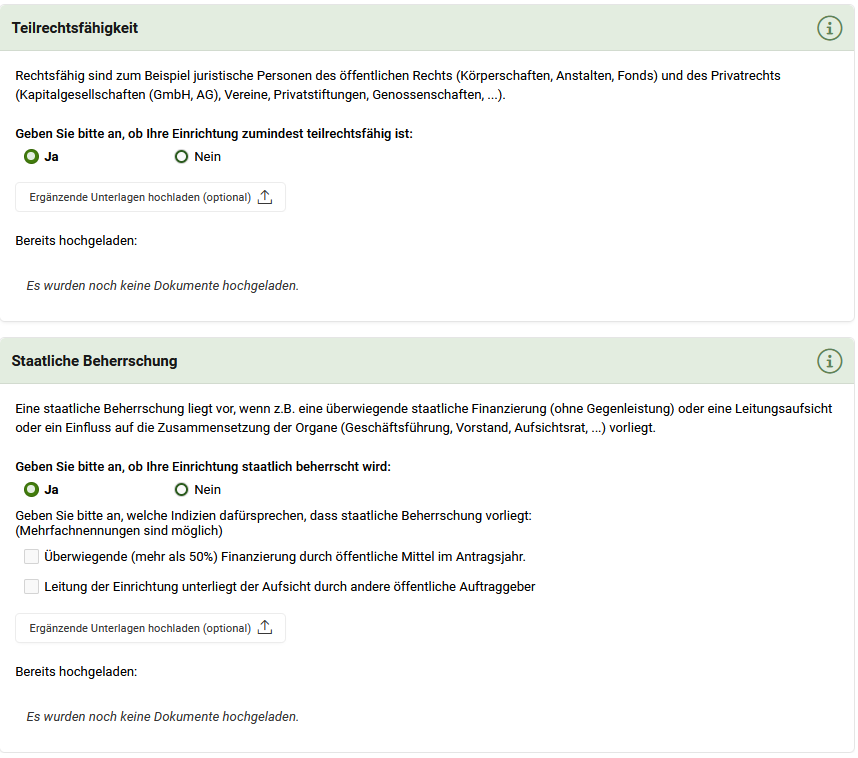 Teilrechtsfähigkeit
Rechtsfähig sind zum Beispiel juristische Personen des öffentlichen Rechts (Körperschaften, Anstalten, Fonds) und des Privatrechts
(Kapitalgesellschaften (GmbH, AG), Vereine, Privatstiftungen, Genossenschaften, ...).
Geben Sie bitte an, ob Ihre Einrichtung zumindest teilrechtsfähig ist:
Ja Nein
Ergänzende Unterlagen hochladen (optional)
Bereits hochgeladen:
Es wurden noch keine Dokumente hochgeladen.
Staatliche Beherrschung
Eine staatliche Beherrschung liegt vor, wenn z.B. eine überwiegende staatliche Finanzierung (ohne Gegenleistung) oder eine Leitungsaufsicht
oder ein Einfluss auf die Zusammensetzung der Organe (Geschäftsführung, Vorstand, Aufsichtsrat, ...) vorliegt.
Geben Sie bitte an, ob Ihre Einrichtung staatlich beherrscht wird:
Ja Nein
Geben Sie bitte an, welche Indizien dafürsprechen, dass staatliche Beherrschung vorliegt:
(Mehrfachnennungen sind möglich)
Überwiegende (mehr als 50%) Finanzierung durch öffentliche Mittel im Antragsjahr.
Leitung der Einrichtung unterliegt der Aufsicht durch andere öffentliche Auftraggeber
Ergänzende Unterlagen hochladen (optional)
Bereits hochgeladen:
Es wurden noch keine Dokumente hochgeladen.